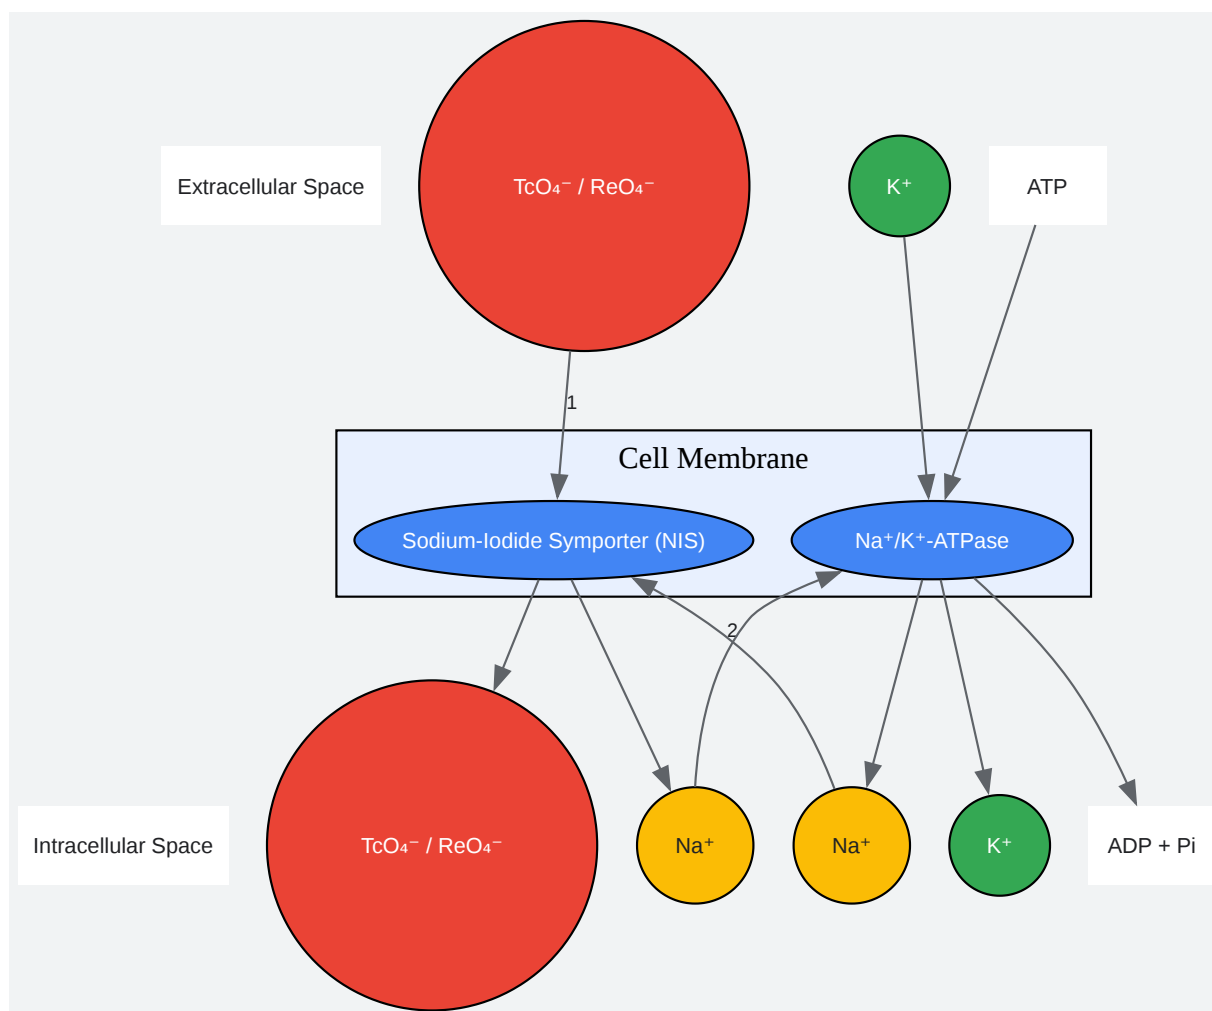 Extracellular Space
TcO₄⁻ / ReO₄⁻
K⁺
ATP
1
Cell Membrane
Sodium-Iodide Symporter (NIS)
Na⁺/K⁺-ATPase
2
Intracellular Space
TcO₄⁻ / ReO₄⁻
Na⁺
Na⁺
K⁺
ADP + Pi